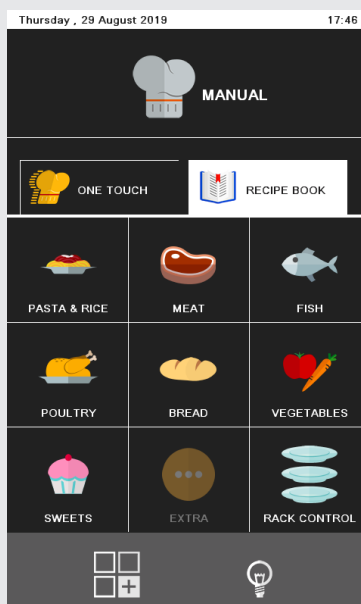 Thursday , 29 August 2019 17:46
MANUAL
ONE TOUCH RECIPE BOOK
PASTA & RICE MEAT FISH
POULTRY BREAD VEGETABLES
SWEETS EXTRA RACK CONTROL